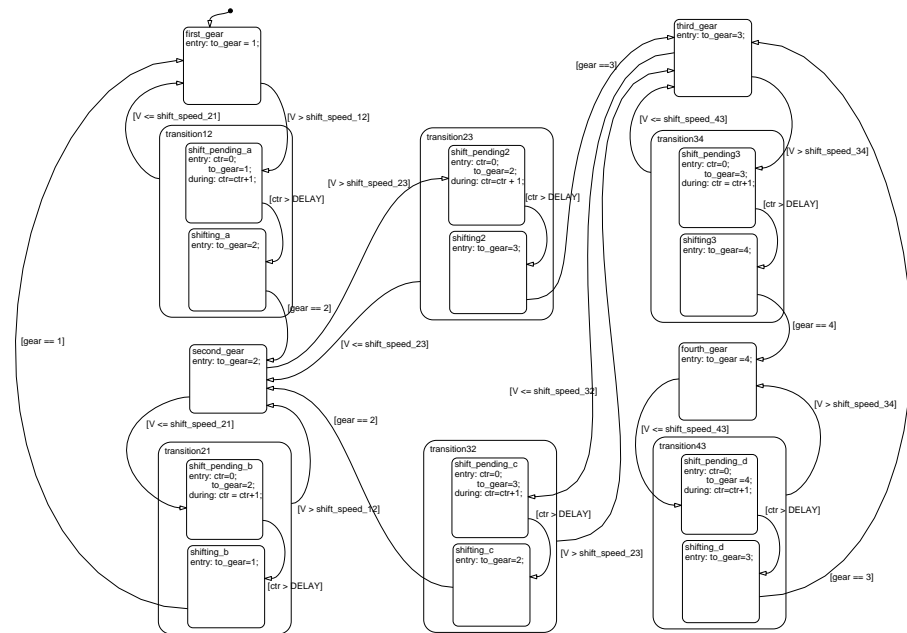 first_gear
entry: to_gear = 1;
[V <= shift_speed_21]
[V > shift_speed_12]
transition12
shift_pending_a
entry: ctr=0;
to_gear=1;
during: ctr=ctr+1;
[ctr > DELAY]
shifting_a
entry: to_gear=2;
[gear == 2]
[gear == 1]
second_gear
entry: to_gear=2;
[V <= shift_speed_21]
transition21
shift_pending_b
entry: ctr=0;
to_gear=2;
during: ctr = ctr+1;
[V > shift_speed_12]
shifting_b
entry: to_gear=1;
[ctr > DELAY]
[V > shift_speed_23]
transition23
shift_pending2
entry: ctr=0;
to_gear=2;
during: ctr=ctr + 1;
[ctr > DELAY]
shifting2
entry: to_gear=3;
[gear ==3]
[V <= shift_speed_23]
[V <= shift_speed_32]
[gear == 2]
transition32
shift_pending_c
entry: ctr=0;
to_gear=3;
during: ctr=ctr+1;
[ctr > DELAY]
shifting_c
entry: to_gear=2;
[V > shift_speed_23]
third_gear
entry: to_gear=3;
[V <= shift_speed_43]
[V > shift_speed_34]
transition34
shift_pending3
entry: ctr=0;
to_gear=3;
during: ctr = ctr+1;
[ctr > DELAY]
shifting3
entry: to_gear=4;
[gear == 4]
fourth_gear
entry: to_gear =4;
[V > shift_speed_34]
[V <= shift_speed_43]
transition43
shift_pending_d
entry: ctr=0;
to_gear =4;
during: ctr=ctr+1;
[ctr > DELAY]
shifting_d
entry: to_gear=3;
[gear == 3]